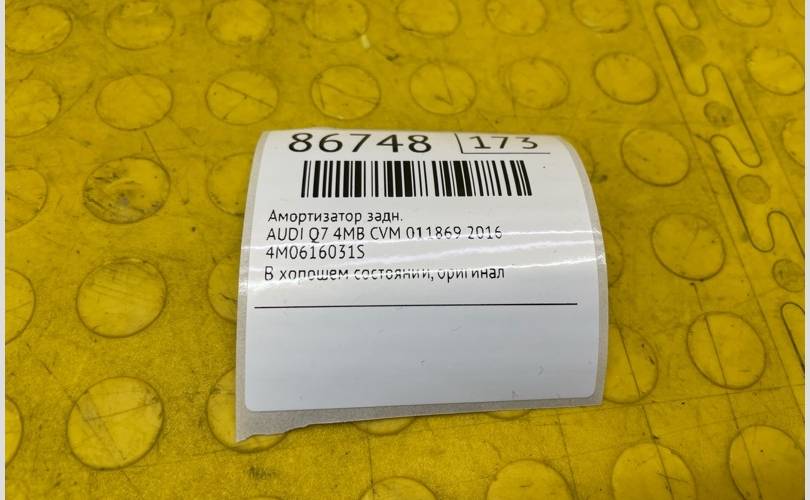 86748 173
Амортизатор задн.
AUDI Q7 4MB CVM 011869 2016
4M0616031S
В хорошем состоянии, оригинал